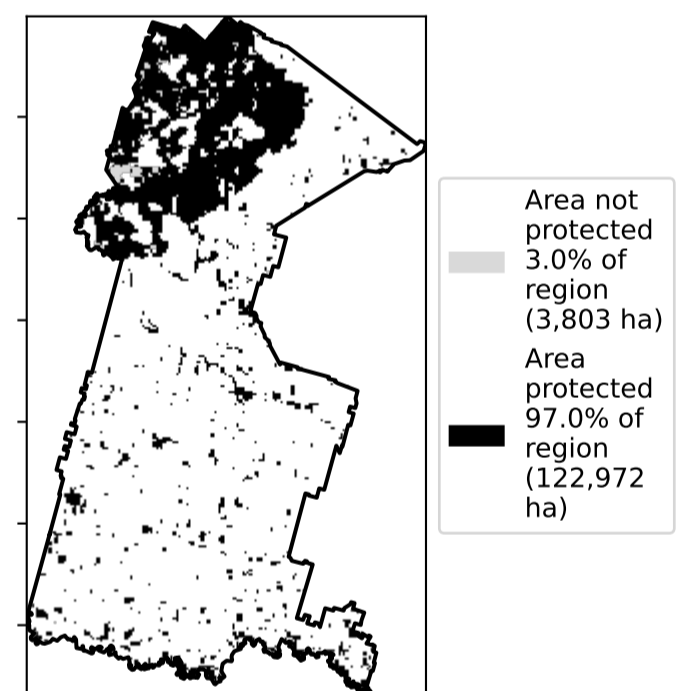 Area not
protected
3.0% of
region
(3,803 ha)
Area
protected
97.0% of
region
(122,972
ha)